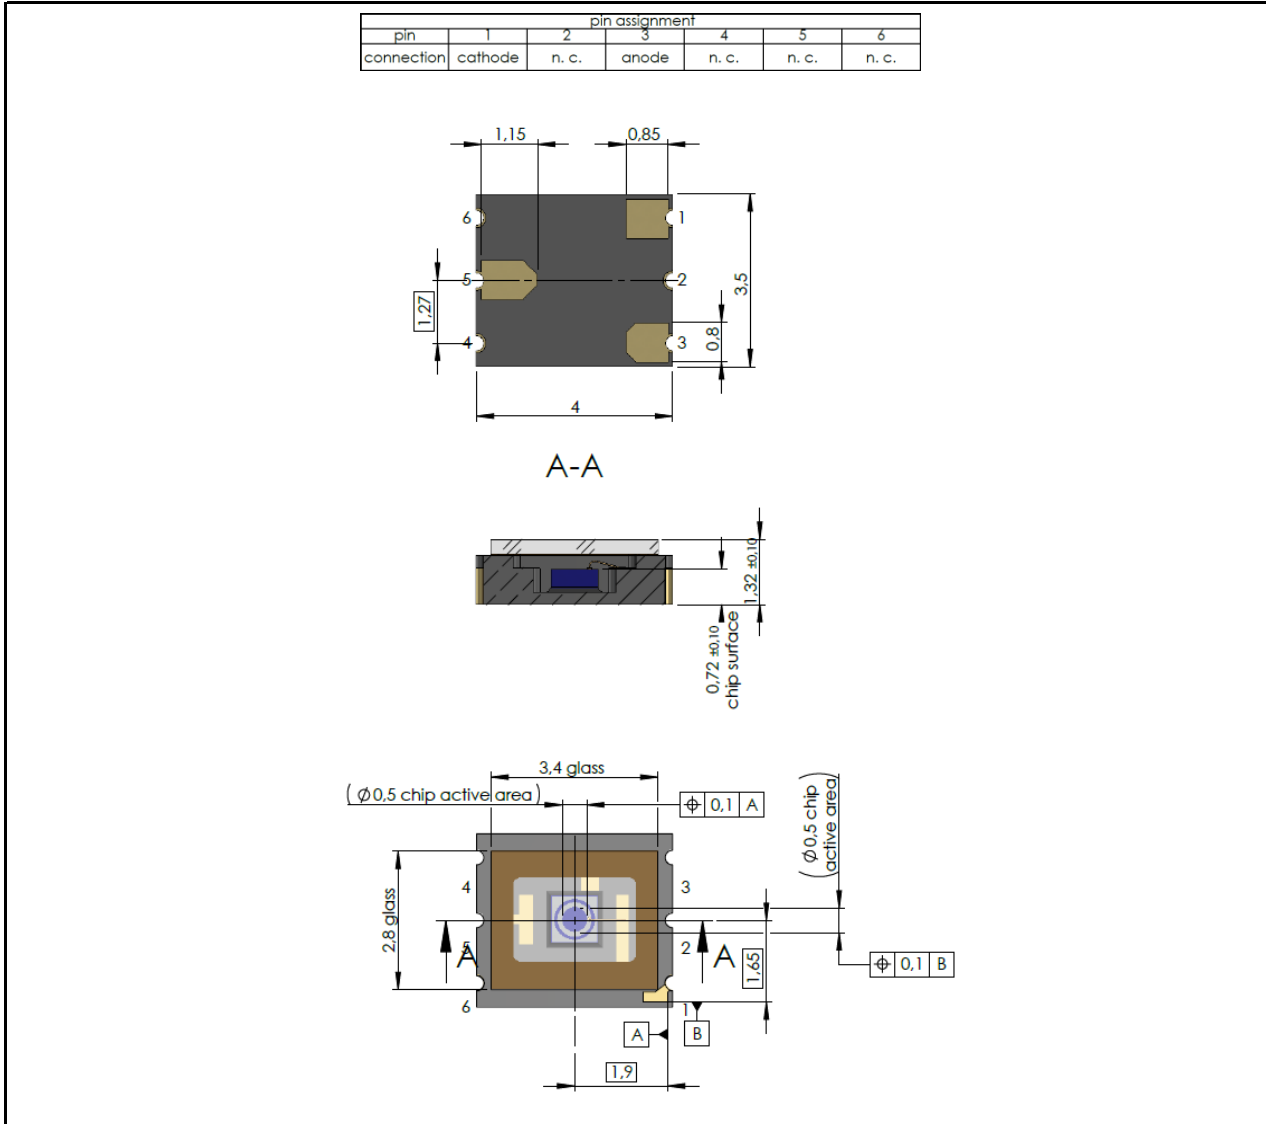 pin assignment
pin 1 2 3 4 5 6
connection cathode n. c. anode n. c. n. c. n. c.
1,15 0,85
6 1
5 2
4 3
1,27
3,5
0,8
4
A-A
1,32 ±0,10
0,72 ±0,10
chip surface
3,4 glass
( Ø0,5 chip active area )
0,1 A
( Ø0,5 chip
active area )
2,8 glass
4 3
5 2
A A
6 1
1,65
0,1 B
A B
1,9